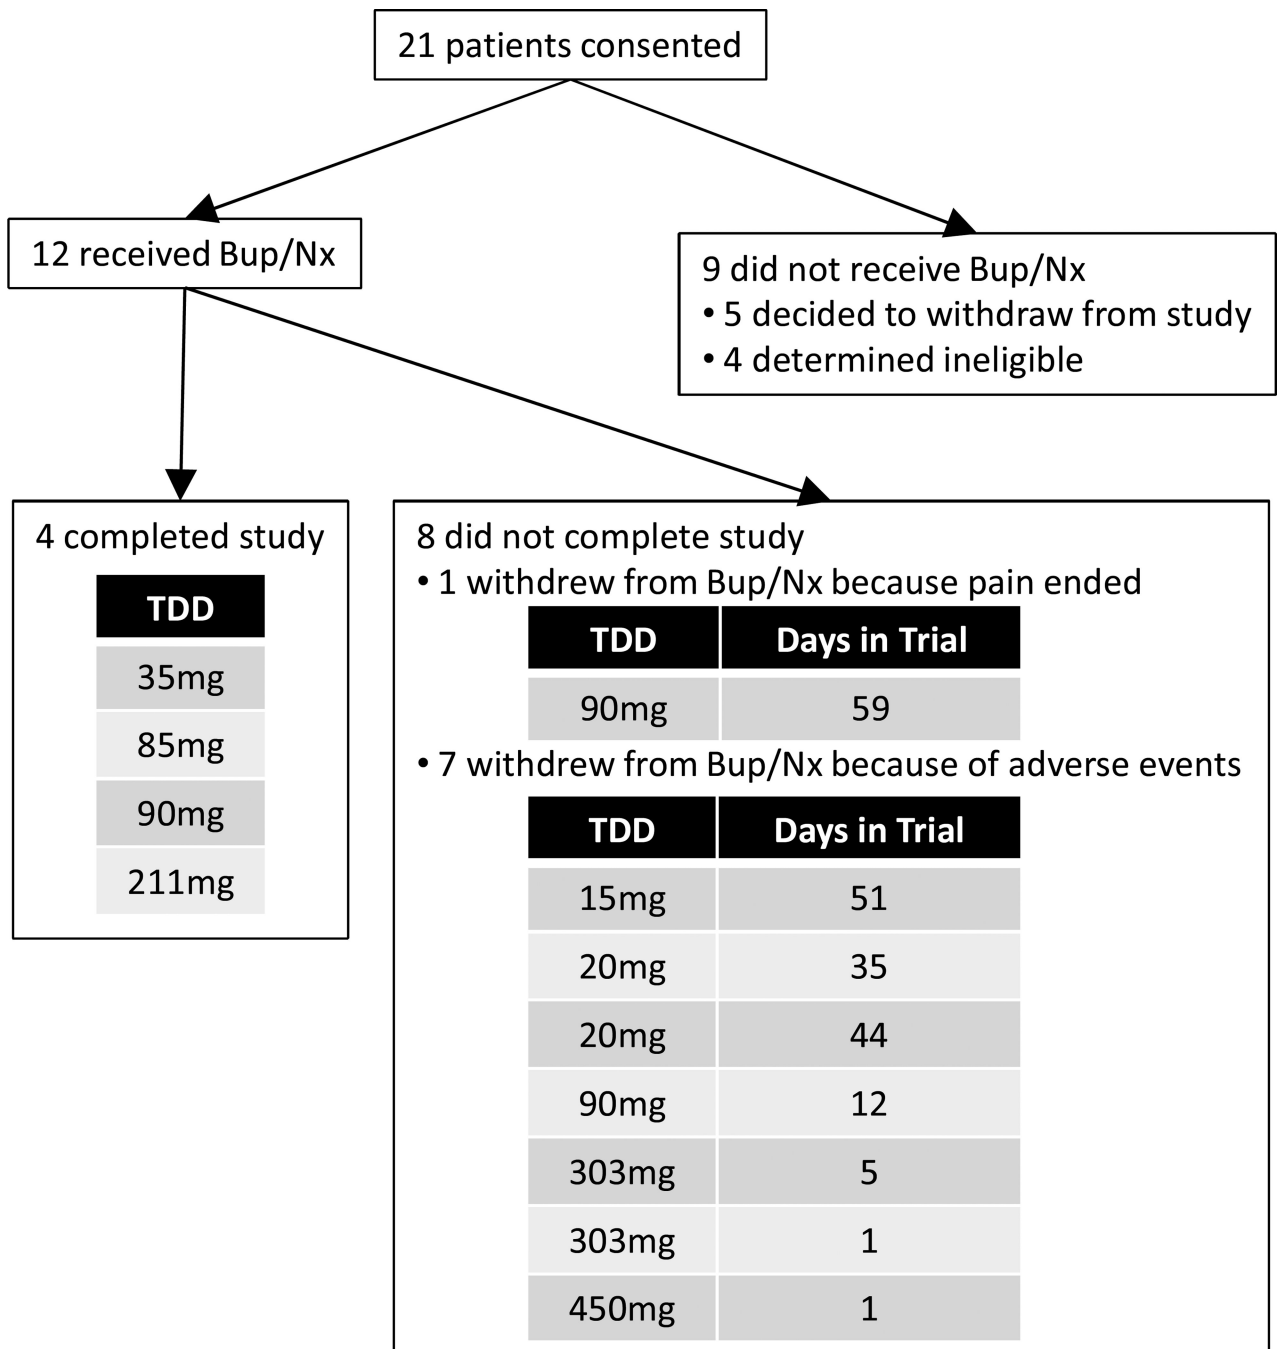 21 patients consented
12 received Bup/Nx
9 did not receive Bup/Nx
• 5 decided to withdraw from study
• 4 determined ineligible
4 completed study
TDD
35mg
85mg
90mg
211mg
8 did not complete study
• 1 withdrew from Bup/Nx because pain ended
TDD Days in Trial
90mg 59
• 7 withdrew from Bup/Nx because of adverse events
TDD Days in Trial
15mg 51
20mg 35
20mg 44
90mg 12
303mg 5
303mg 1
450mg 1